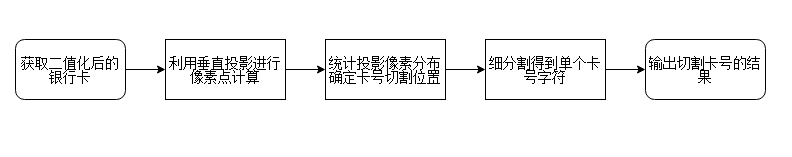 获取二值化后的
银行卡
利用垂直投影进行
像素点计算
统计投影像素分布
确定卡号切割位置
细分割得到单个卡
号字符
输出切割卡号的结
果